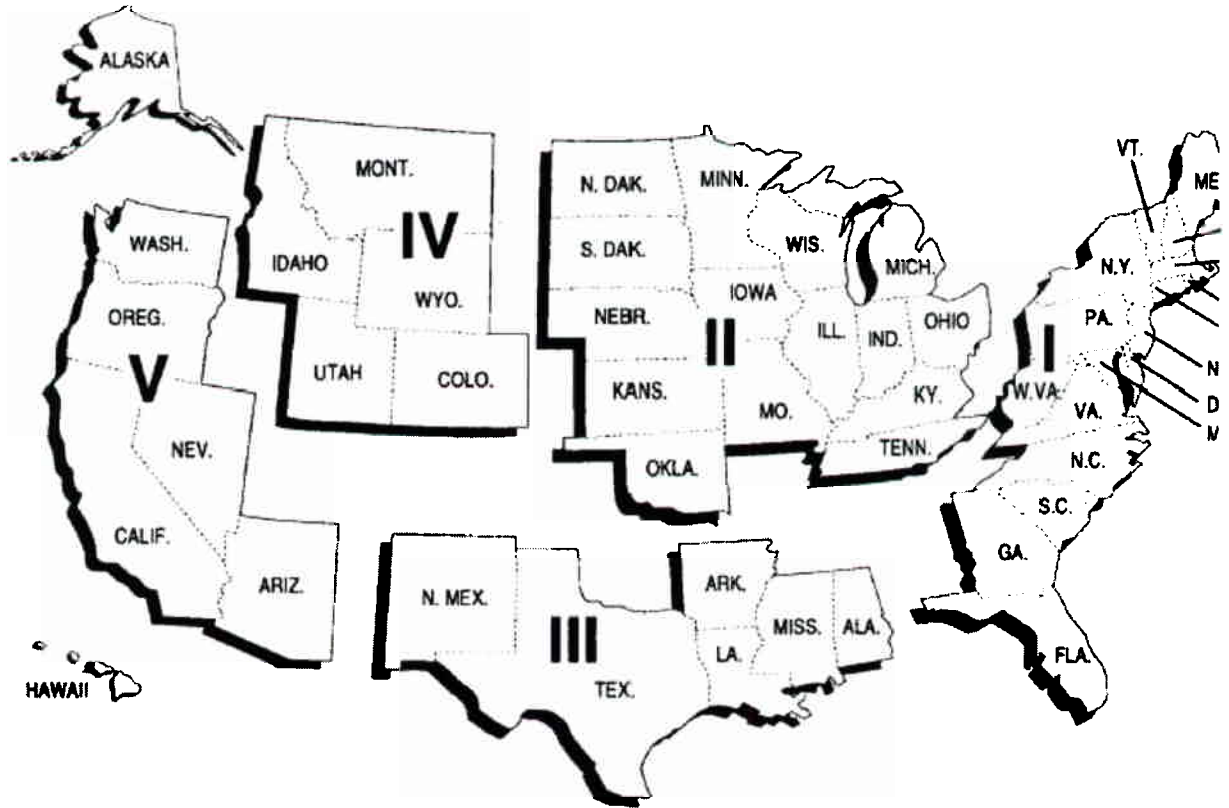 ALASKA
VT.
ME
MONT.
N. DAK.
MINN.
IV
WASH.
WIS.
S. DAK.
IDAHO
MICH.
N.Y.
WYO.
IOWA
OREG.
NEBR.
OHIO
PA.
V
II
ILL.
IND.
I
UTAH
COLO.
N
KANS.
KY.
W.VA.
D
MO.
VA.
M
NEV.
TENN.
N.C.
OKLA.
S.C.
CALIF.
GA.
ARIZ.
ARK.
N. MEX.
III
MISS.
ALA.
LA.
FLA.
HAWAII
TEX.